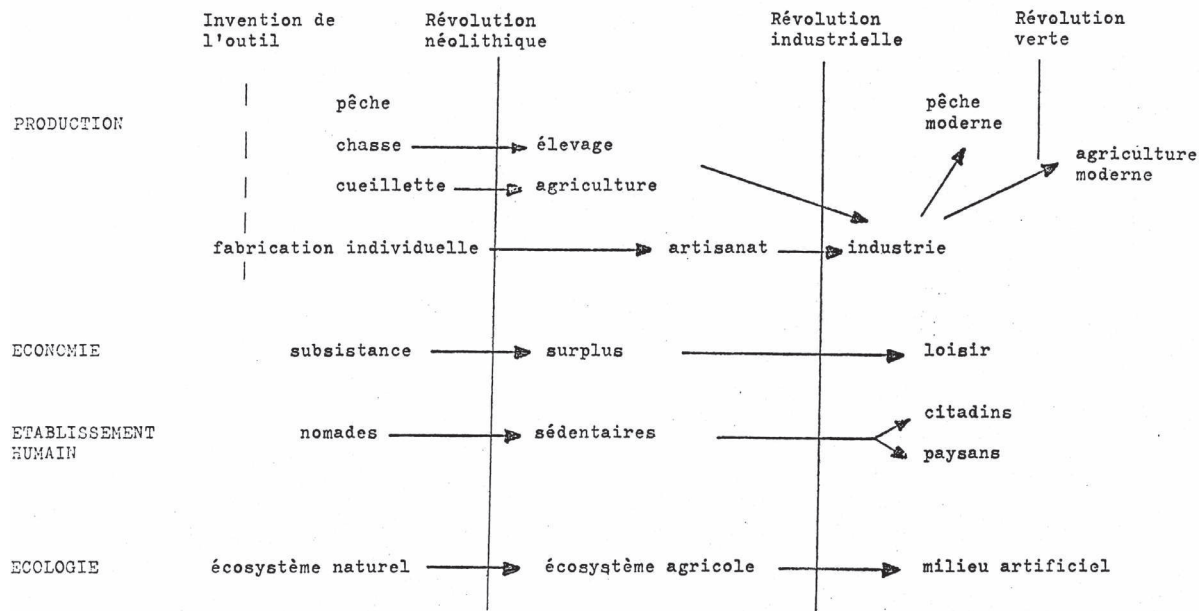 Invention de
l'outil
Révolution
néolithique
Révolution
industrielle
Révolution
verte
PRODUCTION
pêche
chasse
élevage
cueillette
agriculture
pêche
moderne
agriculture
moderne
fabrication individuelle
artisanat
industrie
ECONOMIE
subsistance
surplus
loisir
ETABLISSEMENT
HUMAIN
nomades
sédentaires
citadins
paysans
ECOLOGIE
écosystème naturel
écosystème agricole
milieu artificiel